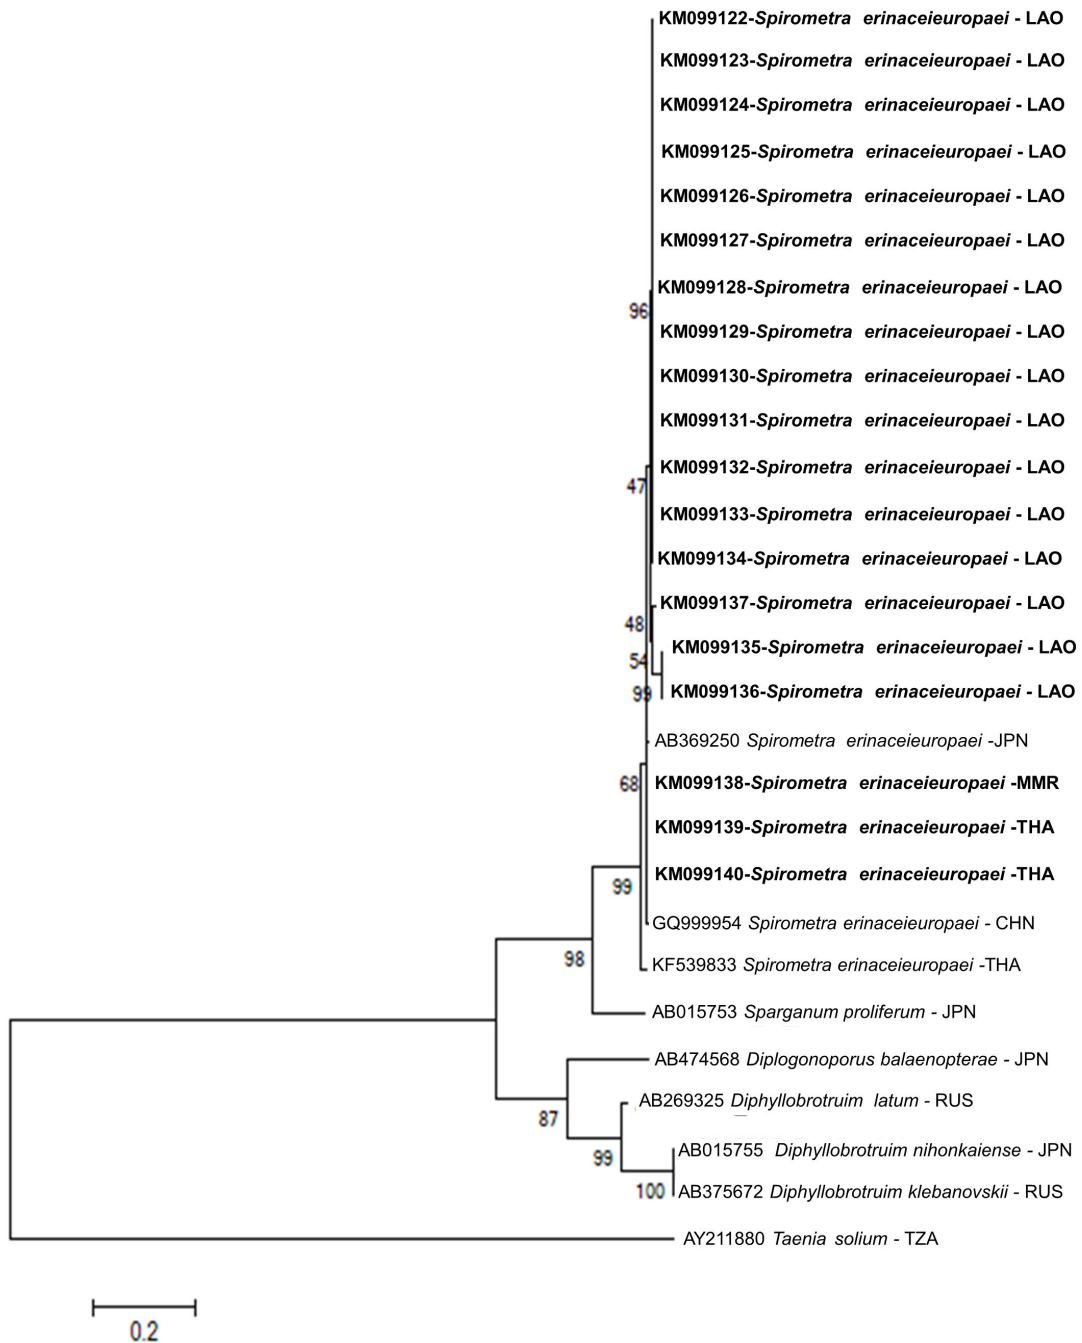 KM099122-Spirometra erinaceieuropaei - LAO
KM099123-Spirometra erinaceieuropaei - LAO
KM099124-Spirometra erinaceieuropaei - LAO
KM099125-Spirometra erinaceieuropaei - LAO
KM099126-Spirometra erinaceieuropaei - LAO
KM099127-Spirometra erinaceieuropaei - LAO
KM099128-Spirometra erinaceieuropaei - LAO
96
KM099129-Spirometra erinaceieuropaei - LAO
KM099130-Spirometra erinaceieuropaei - LAO
KM099131-Spirometra erinaceieuropaei - LAO
KM099132-Spirometra erinaceieuropaei - LAO
47
KM099133-Spirometra erinaceieuropaei - LAO
KM099134-Spirometra erinaceieuropaei - LAO
KM099137-Spirometra erinaceieuropaei - LAO
48
KM099135-Spirometra erinaceieuropaei - LAO
54
KM099136-Spirometra erinaceieuropaei - LAO
99
AB369250 Spirometra erinaceieuropaei -JPN
KM099138-Spirometra erinaceieuropaei -MMR
68
KM099139-Spirometra erinaceieuropaei -THA
KM099140-Spirometra erinaceieuropaei -THA
99
GQ999954 Spirometra erinaceieuropaei - CHN
98
KF539833 Spirometra erinaceieuropaei -THA
AB015753 Sparganum proliferum - JPN
AB474568 Diplogonoporus balaenopterae - JPN
AB269325 Diphyllobrotruim latum - RUS
87
AB015755 Diphyllobrotruim nihonkaiense - JPN
99
AB375672 Diphyllobrotruim klebanovskii - RUS
100
AY211880 Taenia solium - TZA
0.2